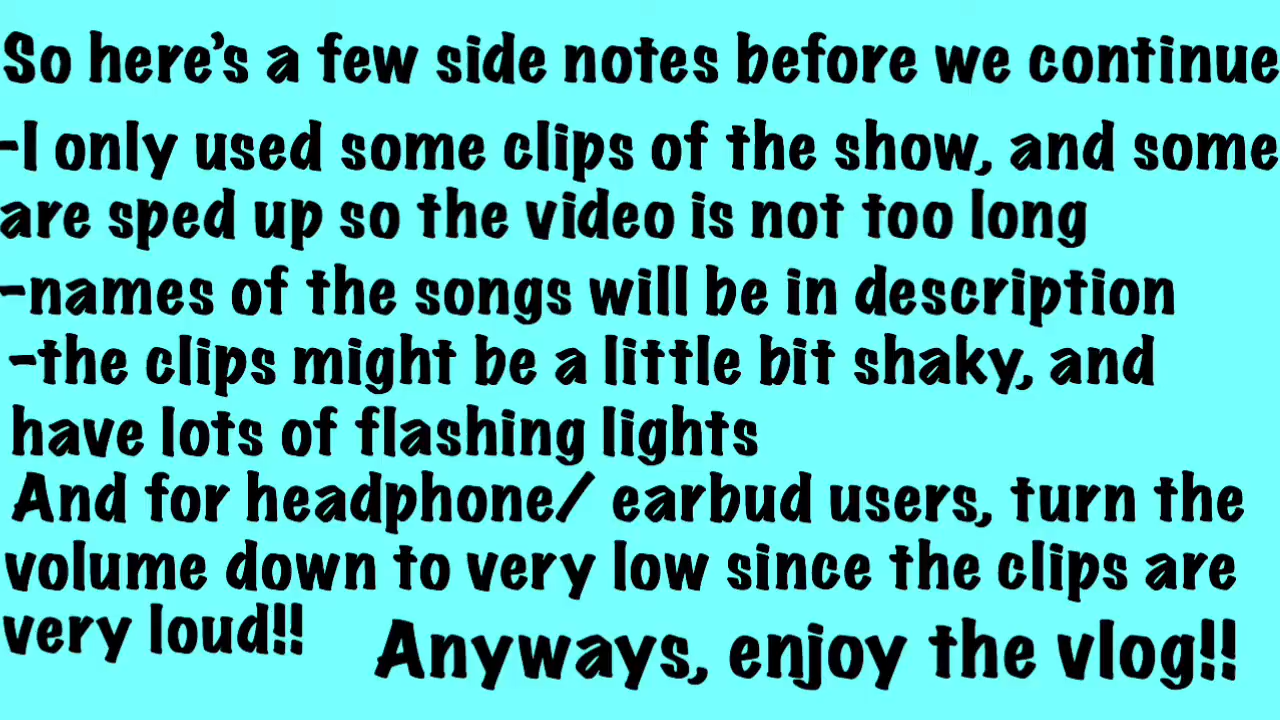 So here's a few side notes before we continue
-I only used some clips of the show, and some
are sped up so the video is not too long
-names of the songs will be in description
-the clips might be a little bit shaky, and
have lots of flashing lights
And for headphone/ earbud users, turn the
volume down to very low since the clips are
very loud!!
Anyways, enjoy the vlog!!